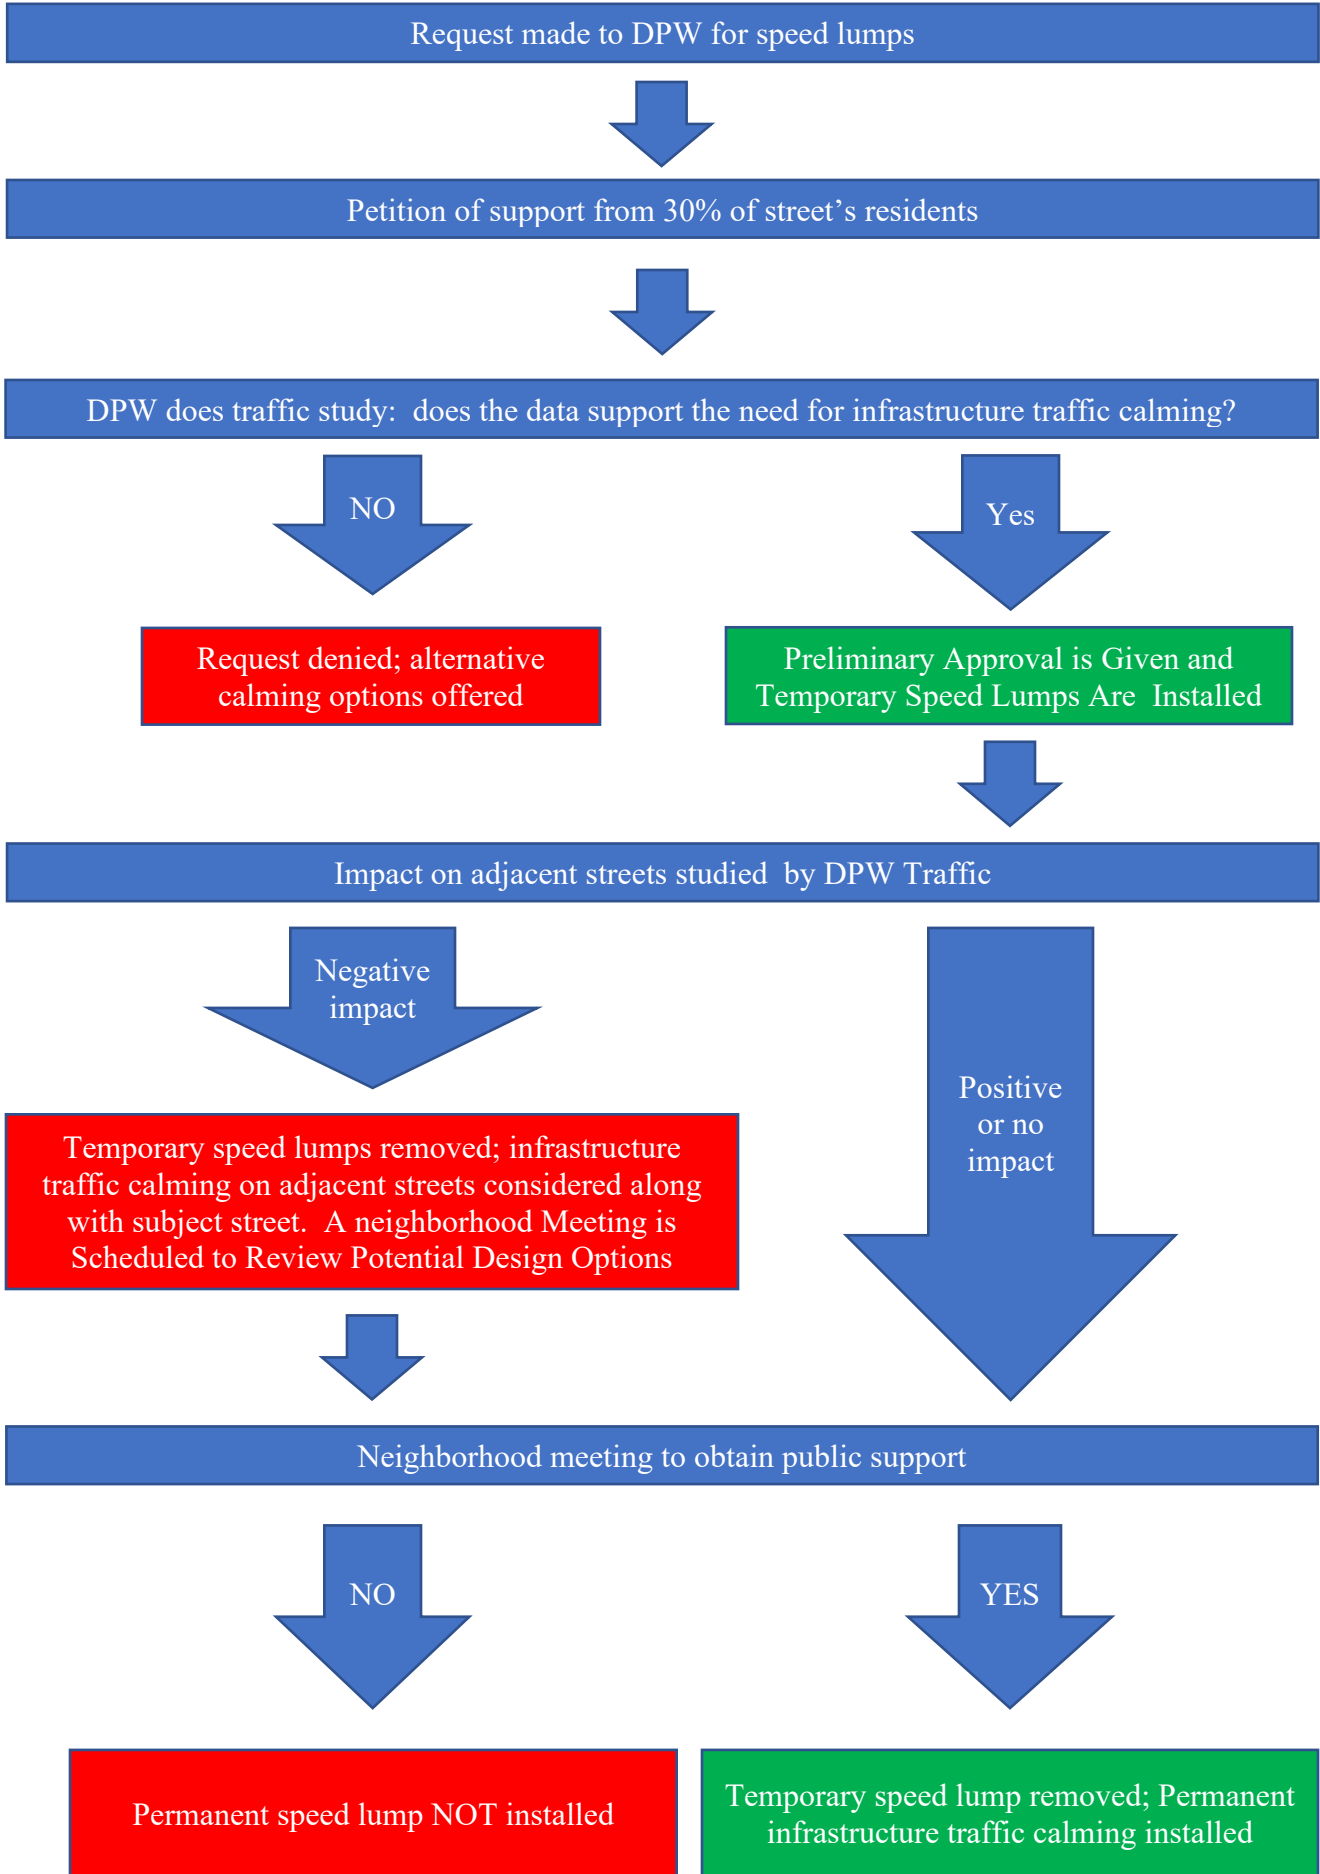 Request made to DPW for speed lumps
Petition of support from 30% of street’s residents
DPW does traffic study:  does the data support the need for infrastructure traffic calming?
NO
Yes
Request denied; alternative
calming options offered
Preliminary Approval is Given and
Temporary Speed Lumps Are  Installed
Impact on adjacent streets studied  by DPW Traffic
Negative
impact
Positive
or no
impact
Temporary speed lumps removed; infrastructure
traffic calming on adjacent streets considered along
with subject street.  A neighborhood Meeting is
Scheduled to Review Potential Design Options
Neighborhood meeting to obtain public support
NO
YES
Permanent speed lump NOT installed
Temporary speed lump removed; Permanent
infrastructure traffic calming installed